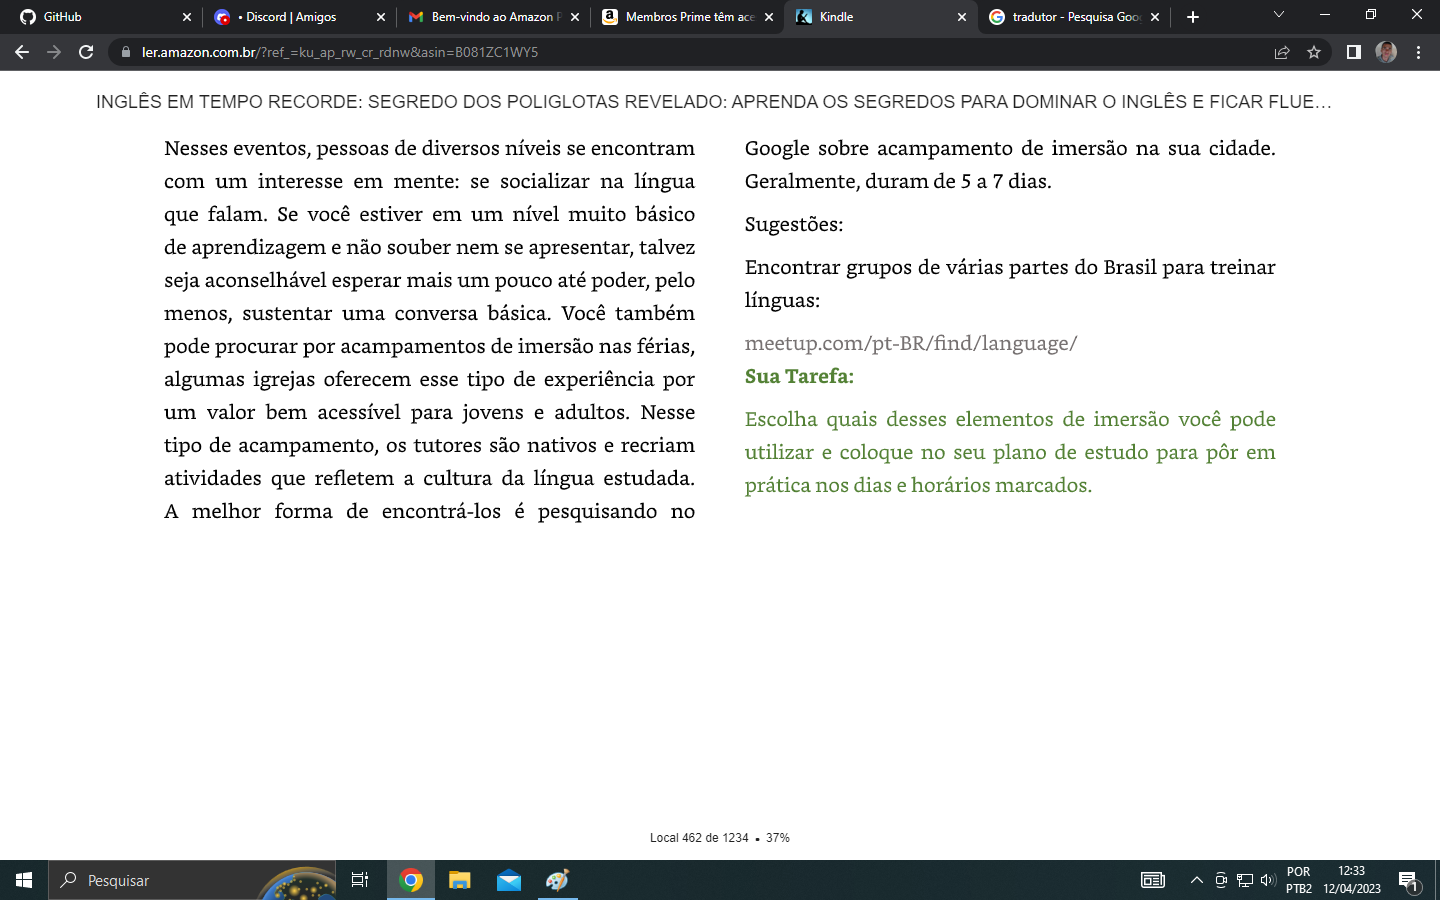 GitHub
• Discord | Amigos
Bem-vindo ao Amazon P
Membros Prime têm ace
Kindle
tradutor - Pesquisa Goo
ler.amazon.com.br/?ref_=ku_ap_rw_cr_rdnw&asin=B081ZC1WY5
INGLÊS EM TEMPO RECORDE: SEGREDO DOS POLIGLOTAS REVELADO: APRENDA OS SEGREDOS PARA DOMINAR O INGLÊS E FICAR FLUE…
Nesses eventos, pessoas de diversos níveis se encontram
com um interesse em mente: se socializar na língua
que falam. Se você estiver em um nível muito básico
de aprendizagem e não souber nem se apresentar, talvez
seja aconselhável esperar mais um pouco até poder, pelo
menos, sustentar uma conversa básica. Você também
pode procurar por acampamentos de imersão nas férias,
algumas igrejas oferecem esse tipo de experiência por
um valor bem acessível para jovens e adultos. Nesse
tipo de acampamento, os tutores são nativos e recriam
atividades que refletem a cultura da língua estudada.
A melhor forma de encontrá-los é pesquisando no
Google sobre acampamento de imersão na sua cidade.
Geralmente, duram de 5 a 7 dias.
Sugestões:
Encontrar grupos de várias partes do Brasil para treinar
línguas:
meetup.com/pt-BR/find/language/
Sua Tarefa:
Escolha quais desses elementos de imersão você pode
utilizar e coloque no seu plano de estudo para pôr em
prática nos dias e horários marcados.
Local 462 de 1234 • 37%
Pesquisar
POR
PTB2
12:33
12/04/2023
1